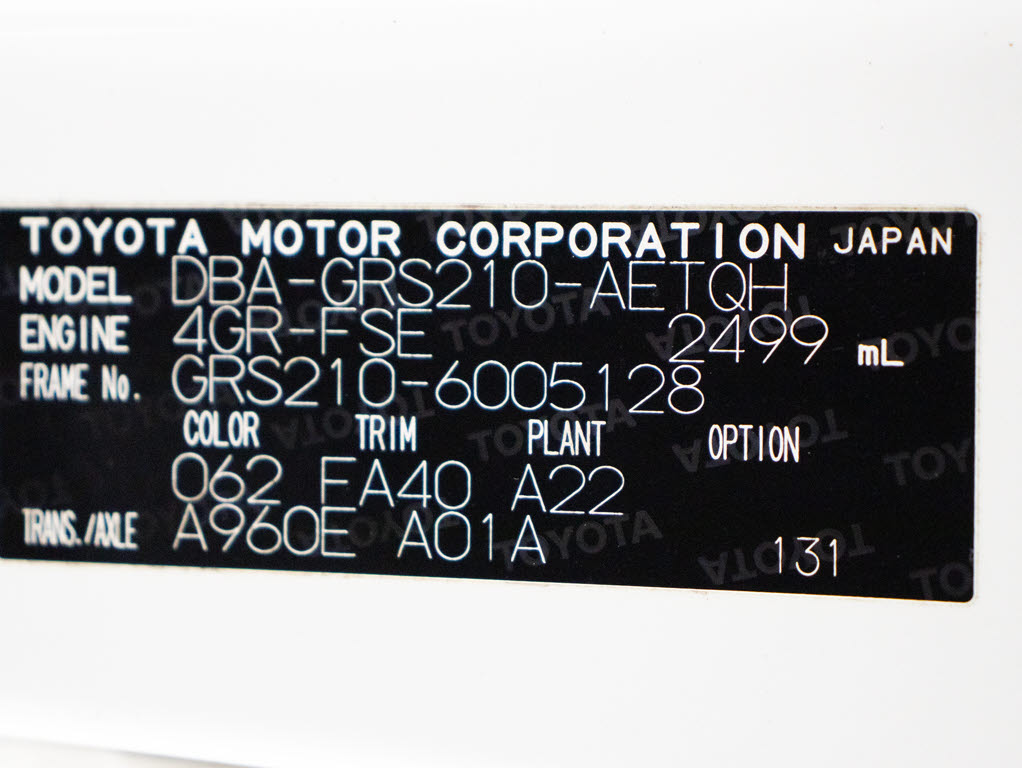 TOYOTA MOTOR CORPORATION JAPAN
MODEL DBA-GRS210-AETQH
ENGINE 4GR-FSE 2499 mL
FRAME No. GRS210-6005128
COLOR TRIM PLANT OPTION
062 EA40 A22
TRANS./AXLE A960E A01A 131